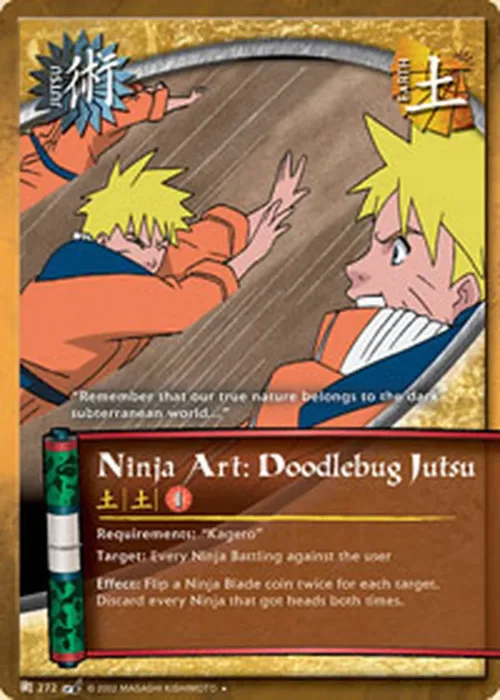 JUTSU
術
EARTH
土
"Remember that our true nature belongs to the dark
subterranean world..."
Ninja Art: Doodlebug Jutsu
土 土 1
Requirements: "Kagero"
Target: Every Ninja Battling against the user
Effect: Flip a Ninja Blade coin twice for each target.
Discard every Ninja that got heads both times.
272 © 2002 MASASHI KISHIMOTO